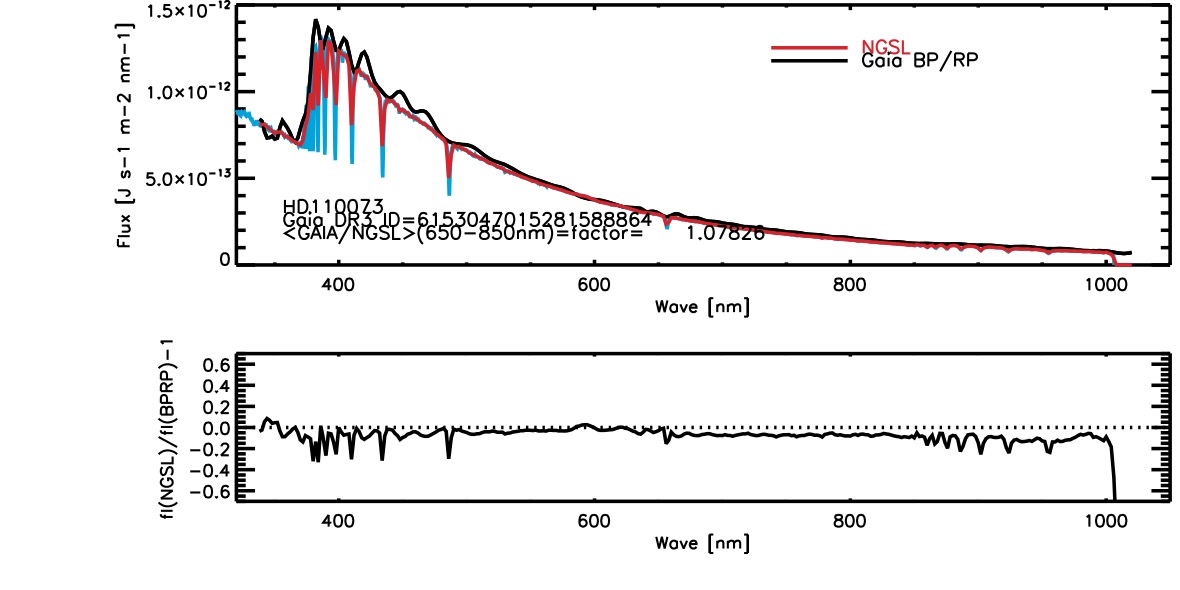 1.5×10−12
1.0×10−12
5.0×10−13
0
Flux [J s−1 m−2 nm−1]
NGSL
Gaia BP/RP
HD110073
Gaia DR3 ID=6153047015281588864
<GAIA/NGSL>(650−850nm)=factor= 1.07826
400 600 800 1000
Wave [nm]
fl(NGSL)/fl(BPRP)−1
0.6
0.4
0.2
0.0
−0.2
−0.4
−0.6
400 600 800 1000
Wave [nm]